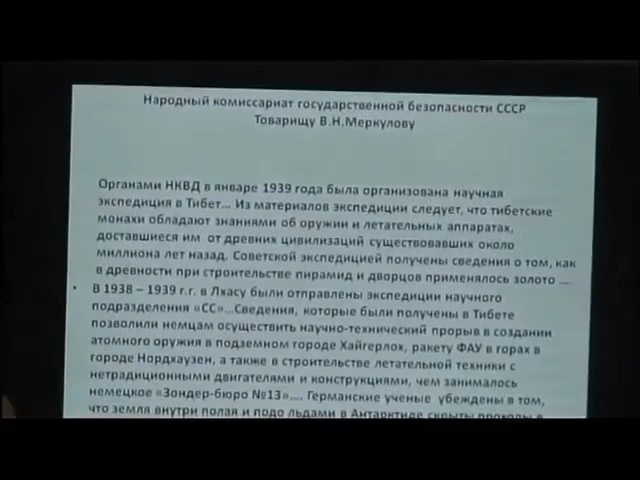 Народный комиссариат государственной безопасности СССР
Товарищу В.Н.Меркулову
Органами НКВД в январе 1939 года была организована научная
экспедиция в Тибет... Из материалов экспедиции следует, что тибетские
монахи обладают знаниями об оружии и летательных аппаратах,
доставшиеся им от древних цивилизаций существовавших около
миллиона лет назад. Советской экспедицией получены сведения о том, как
в древности при строительстве пирамид и дворцов применялось золото ....
• В 1938 – 1939 г.г. в Лхасу были отправлены экспедиции научного
подразделения «СС»...Сведения, которые были получены в Тибете
позволили немцам осуществить научно-технический прорыв в создании
атомного оружия в подземном городе Хайгерлох, ракету ФАУ в горах в
городе Нордхаузен, а также в строительстве летательной техники с
нетрадиционными двигателями и конструкциями, чем занималось
немецкое «Зондер-бюро №13».... Германские ученые убеждены в том,
что земля внутри полая и подо льдами в Антарктиде скрыты проходы в